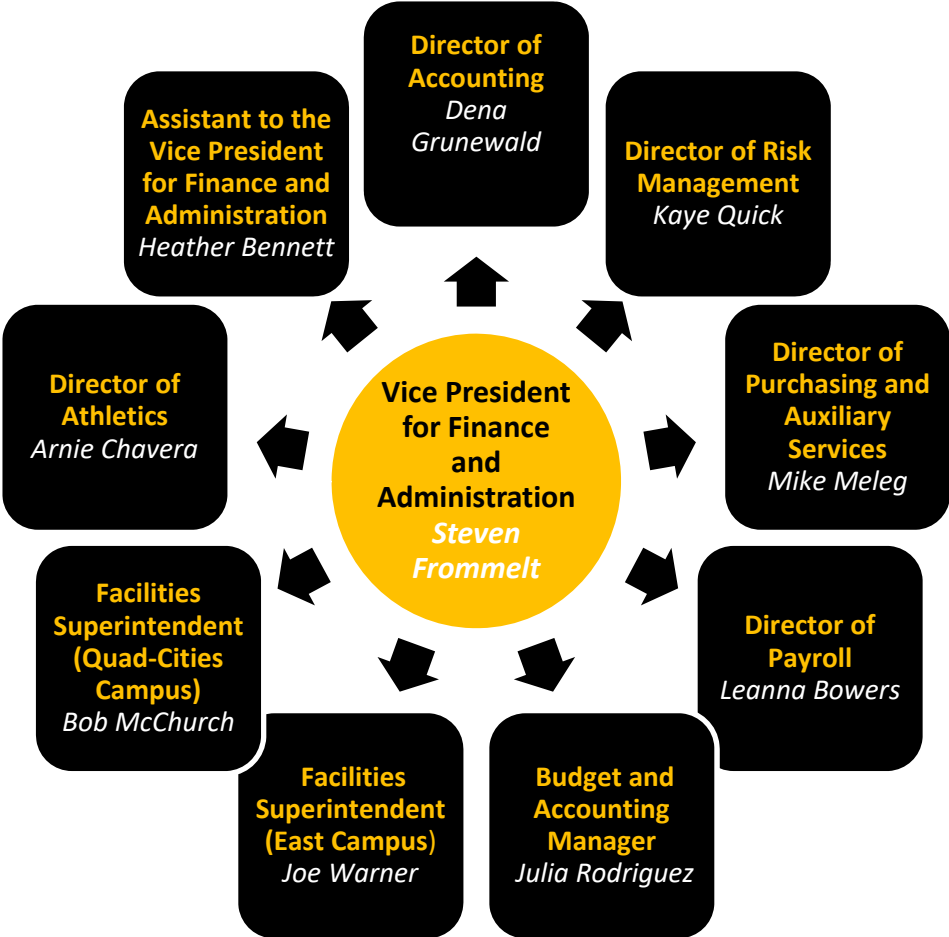 Director of
Accounting
Dena
Grunewald
Assistant to the
Vice President
for Finance and
Administration
Heather Bennett
Director of Risk
Management
Kaye Quick
Director of
Athletics
Arnie Chavera
Vice President
for Finance
and
Administration
Steven
Frommelt
Director of
Purchasing and
Auxiliary
Services
Mike Meleg
Facilities
Superintendent
(Quad-Cities
Campus)
Bob McChurch
Director of
Payroll
Leanna Bowers
Facilities
Superintendent
(East Campus)
Joe Warner
Budget and
Accounting
Manager
Julia Rodriguez